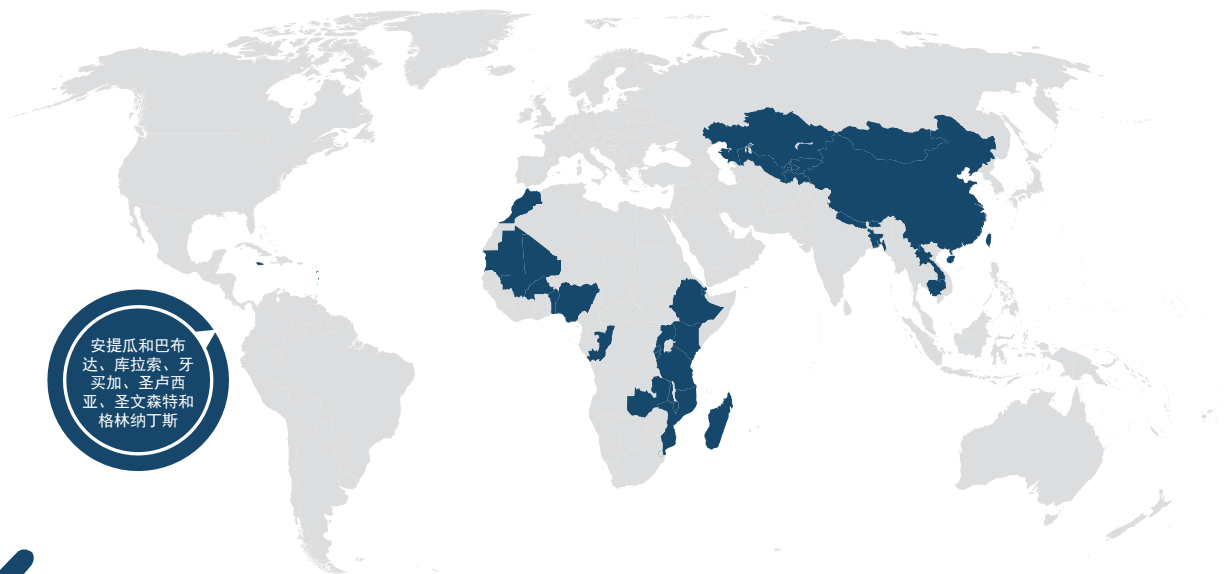 安提瓜和巴布
达、库拉索、牙
买加、圣卢西
亚、圣文森特和
格林纳丁斯